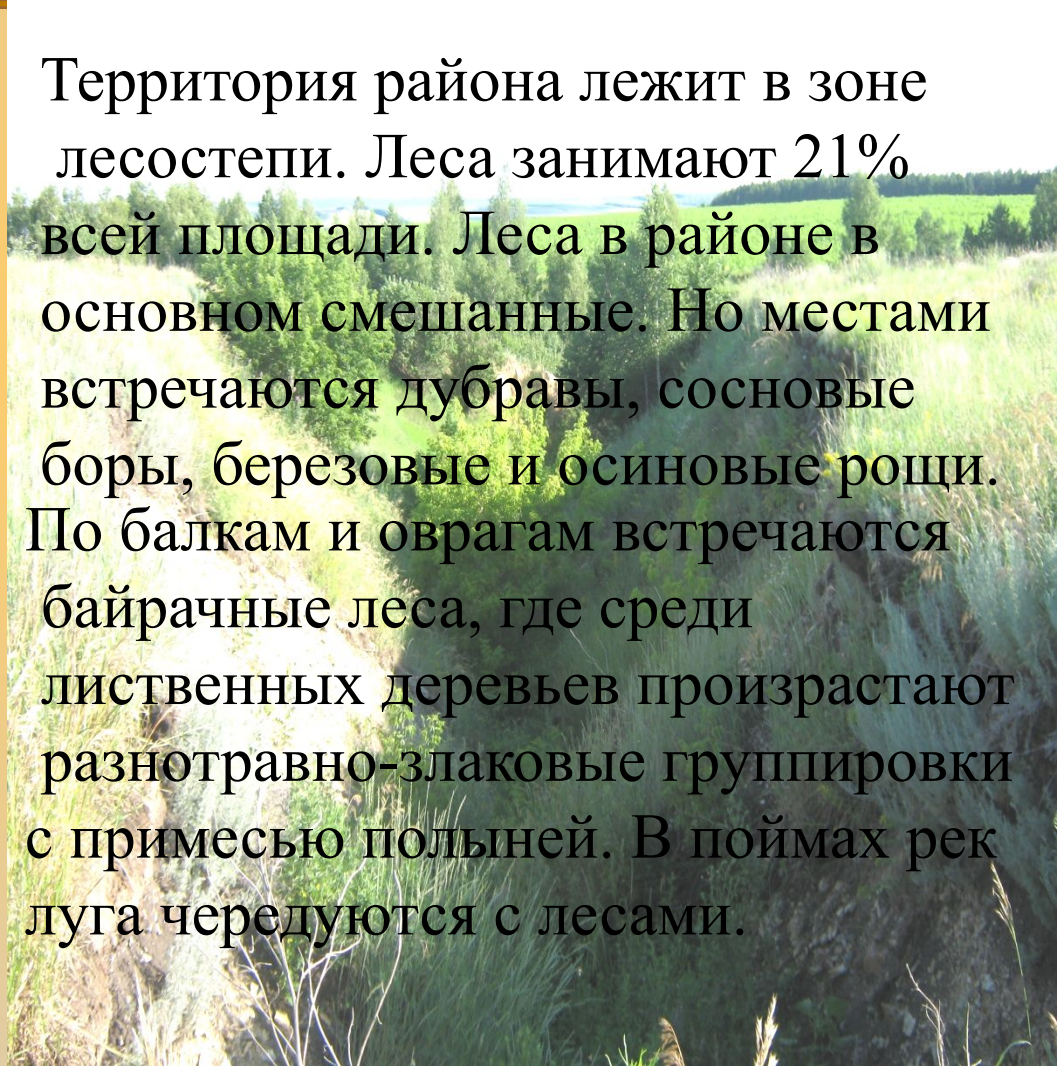 Территория района лежит в зоне
лесостепи. Леса занимают 21%
всей площади. Леса в районе в
основном смешанные. Но местами
встречаются дубравы, сосновые
боры, березовые и осиновые рощи.
По балкам и оврагам встречаются
байрачные леса, где среди
лиственных деревьев произрастают
разнотравно-злаковые группировки
с примесью полыней. В поймах рек
луга чередуются с лесами.